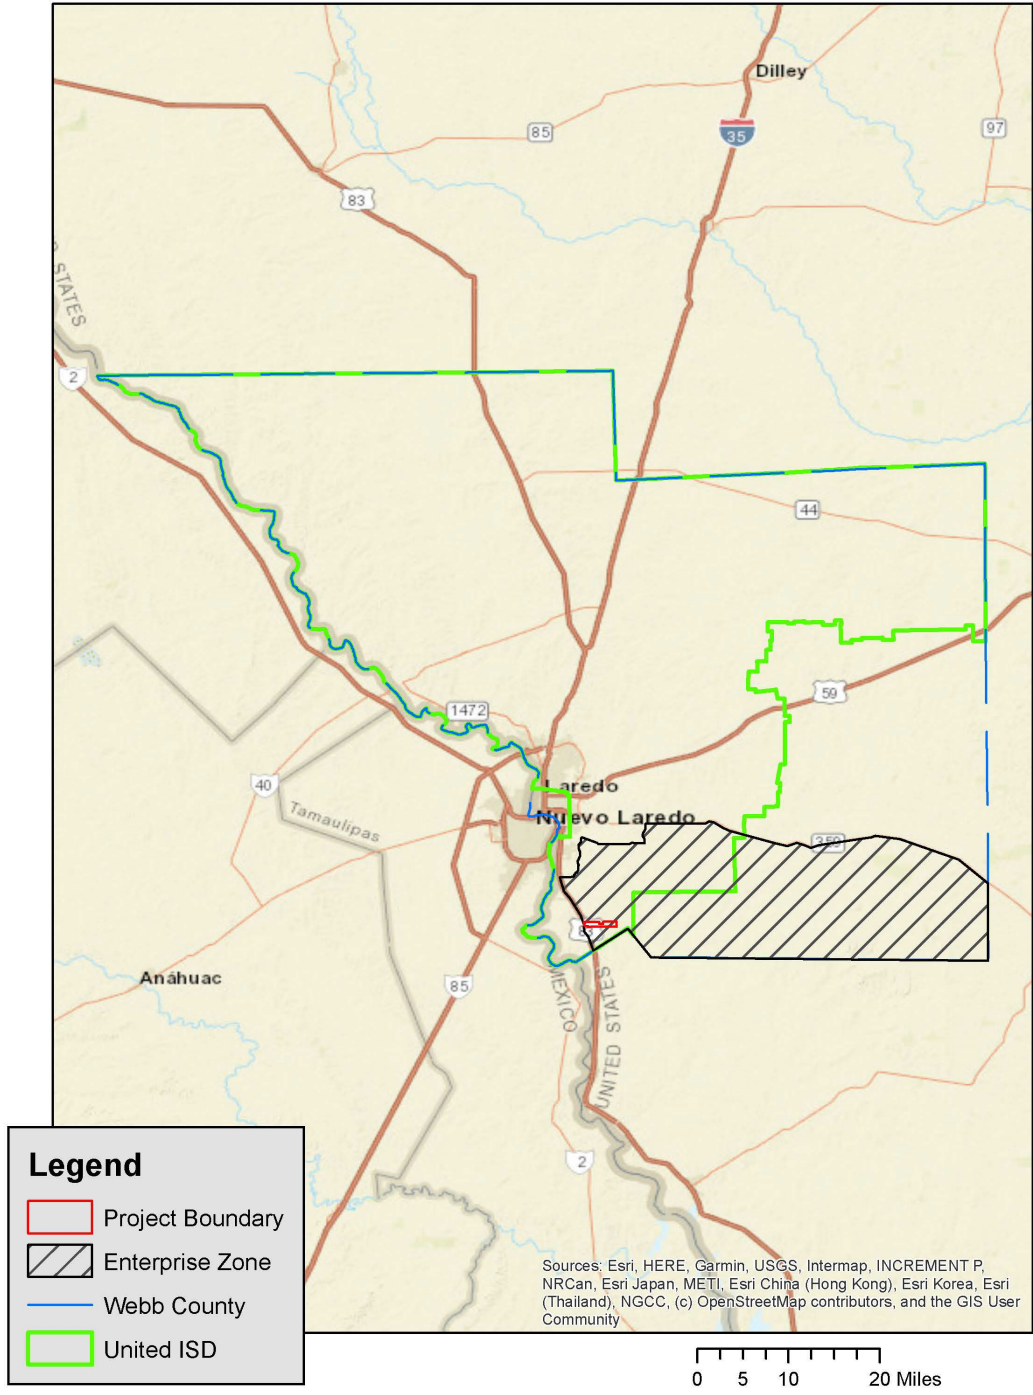 Dilley
85
97
35
83
STATES
2
44
59
1472
Laredo
Nuevo Laredo
40
Tamaulipas
359
83
Anáhuac
85
MEXICO
UNITED STATES
2
Legend
Project Boundary
Enterprise Zone
Webb County
United ISD
Sources: Esri, HERE, Garmin, USGS, Intermap, INCREMENT P,
NRCan, Esri Japan, METI, Esri China (Hong Kong), Esri Korea, Esri
(Thailand), NGCC, (c) OpenStreetMap contributors, and the GIS User
Community
0 5 10 20 Miles